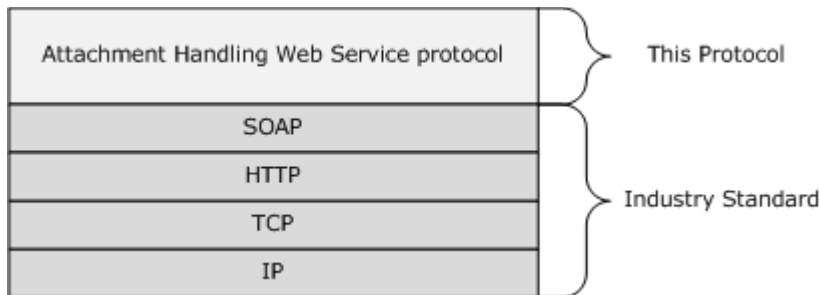 Attachment Handling Web Service protocol
This Protocol
SOAP
HTTP
TCP
IP
Industry Standard